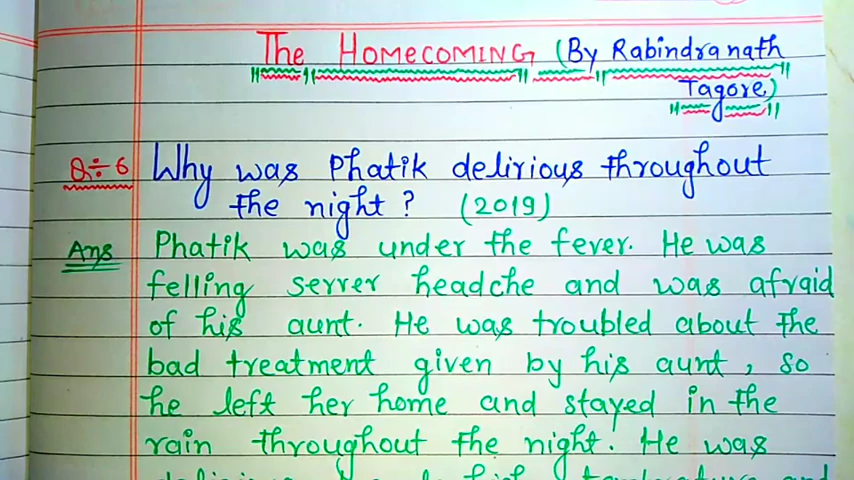 The HOMECOMING (By Rabindranath
Tagore)
Q÷6 Why was Phatik delirious throughout
the night? (2019)
Ans Phatik was under the fever. He was
felling serrer headche and was afraid
of his aunt. He was troubled about the
bad treatment given by his aunt, so
he left her home and stayed in the
rain throughout the night. He was
temperature and